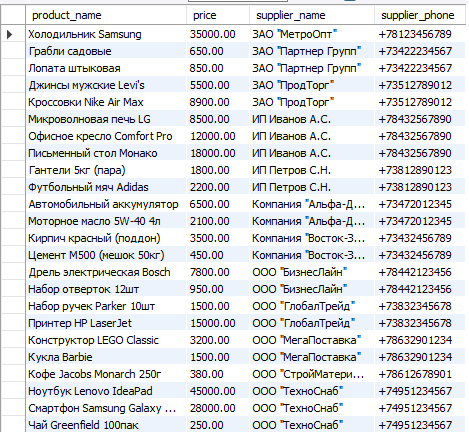 product_name price supplier_name supplier_phone
Холодильник Samsung 35000.00 ЗАО "МетроОпт" +78123456789
Грабли садовые 650.00 ЗАО "Партнер Групп" +73422234567
Лопата штыковая 850.00 ЗАО "Партнер Групп" +73422234567
Джинсы мужские Levi's 5500.00 ЗАО "ПродТорг" +73512789012
Кроссовки Nike Air Max 8900.00 ЗАО "ПродТорг" +73512789012
Микроволновая печь LG 8500.00 ИП Иванов А.С. +78432567890
Офисное кресло Comfort Pro 12000.00 ИП Иванов А.С. +78432567890
Письменный стол Монако 18000.00 ИП Иванов А.С. +78432567890
Гантели 5кг (пара) 1800.00 ИП Петров С.Н. +73812890123
Футбольный мяч Adidas 2200.00 ИП Петров С.Н. +73812890123
Автомобильный аккумулятор 6500.00 Компания "Альфа-Д... +73472012345
Моторное масло 5W-40 4л 2100.00 Компания "Альфа-Д... +73472012345
Кирпич красный (поддон) 3500.00 Компания "Восток-З... +73432456789
Цемент М500 (мешок 50кг) 450.00 Компания "Восток-З... +73432456789
Дрель электрическая Bosch 7800.00 ООО "БизнесЛайн" +78442123456
Набор отверток 12шт 950.00 ООО "БизнесЛайн" +78442123456
Набор ручек Parker 10шт 1500.00 ООО "ГлобалТрейд" +73832345678
Принтер HP LaserJet 15000.00 ООО "ГлобалТрейд" +73832345678
Конструктор LEGO Classic 3200.00 ООО "МегаПоставка" +78632901234
Кукла Barbie 1500.00 ООО "МегаПоставка" +78632901234
Кофе Jacobs Monarch 250г 380.00 ООО "СтройМатери... +78612678901
Ноутбук Lenovo IdeaPad 45000.00 ООО "ТехноСнаб" +74951234567
Смартфон Samsung Galaxy ... 28000.00 ООО "ТехноСнаб" +74951234567
Чай Greenfield 100пак 250.00 ООО "ТехноСнаб" +74951234567